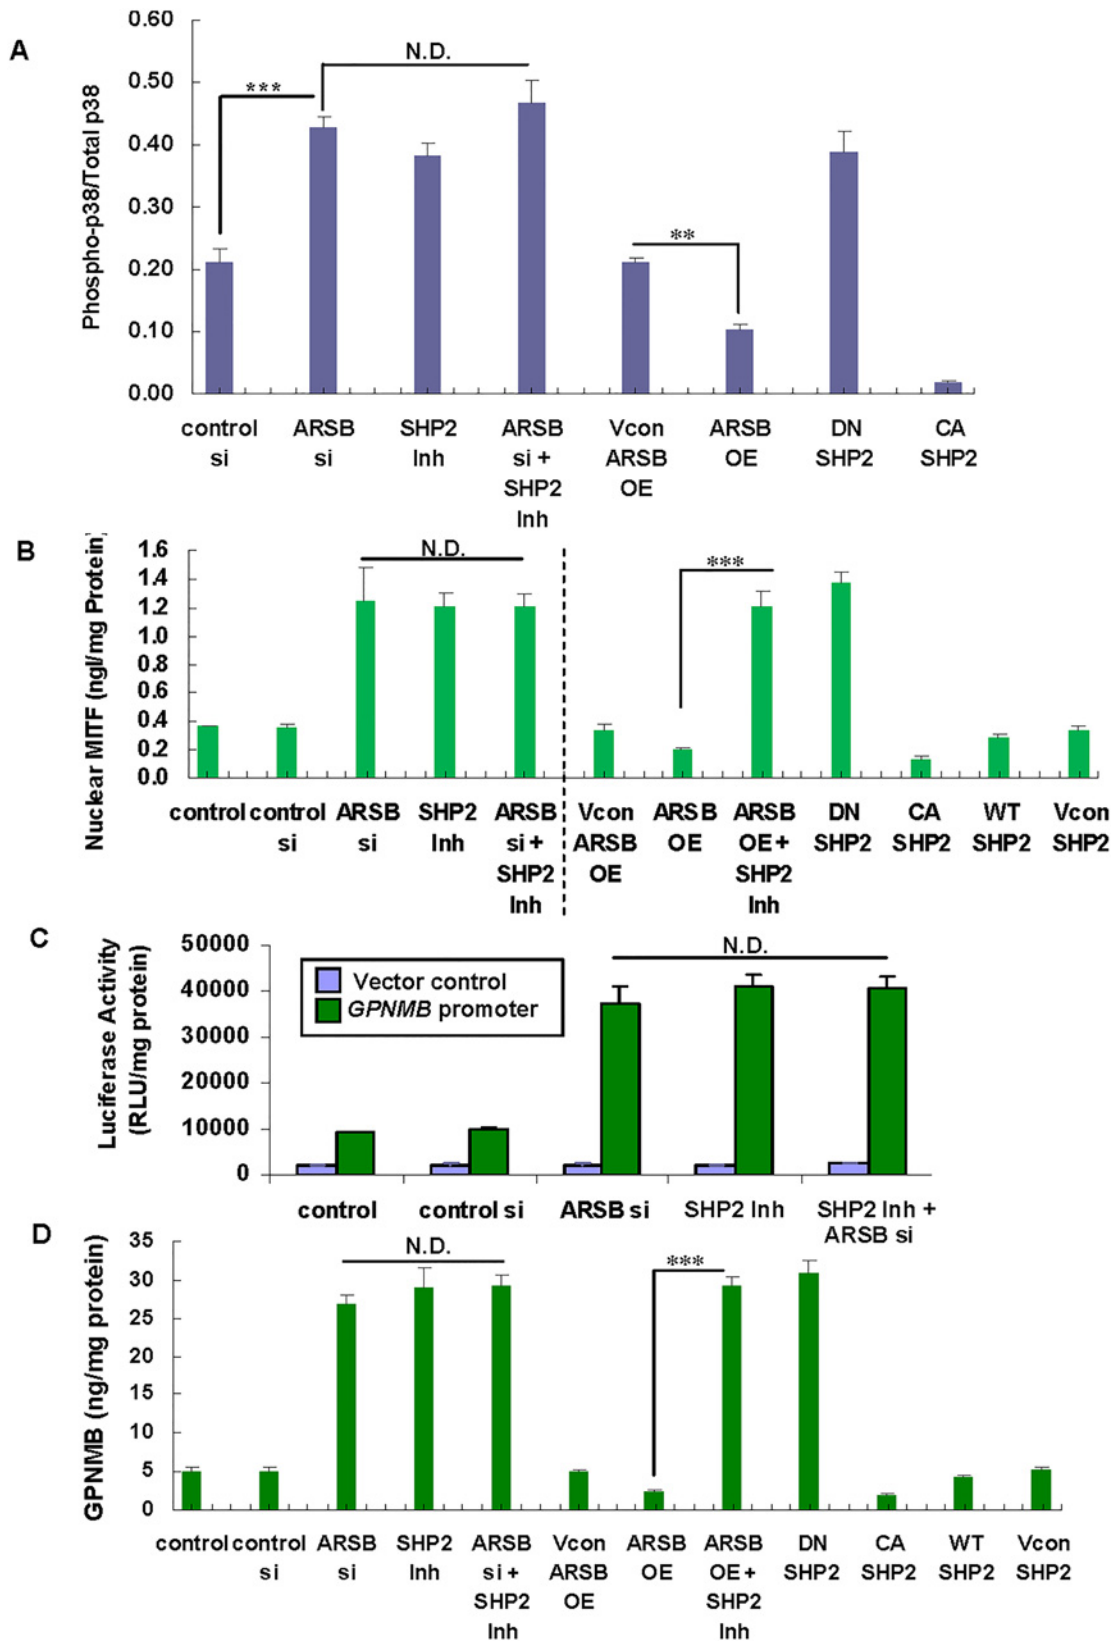 A
0.60
0.50
0.40
0.30
0.20
0.10
0.00
Phospho-p38/Total p38
***
N.D.
**
control si
ARSB si
SHP2 Inh
ARSB si + SHP2 Inh
Vcon ARSB OE
ARSB OE
DN SHP2
CA SHP2
B
1.6
1.4
1.2
1.0
0.8
0.6
0.4
0.2
0.0
Nuclear MITF (ngl/mg Protein)
N.D.
***
control
control si
ARSB si
SHP2 Inh
ARSB si + SHP2 Inh
Vcon ARSB OE
ARSB OE
ARSB OE + SHP2 Inh
DN SHP2
CA SHP2
WT SHP2
Vcon SHP2
C
50000
40000
30000
20000
10000
0
Luciferase Activity
(RLU/mg protein)
Vector control
GPNMB promoter
N.D.
control
control si
ARSB si
SHP2 Inh
SHP2 Inh +
ARSB si
D
35
30
25
20
15
10
5
0
GPNMB (ng/mg protein)
N.D.
***
control
control si
ARSB si
SHP2 Inh
ARSB si + SHP2 Inh
Vcon ARSB OE
ARSB OE
ARSB OE + SHP2 Inh
DN SHP2
CA SHP2
WT SHP2
Vcon SHP2